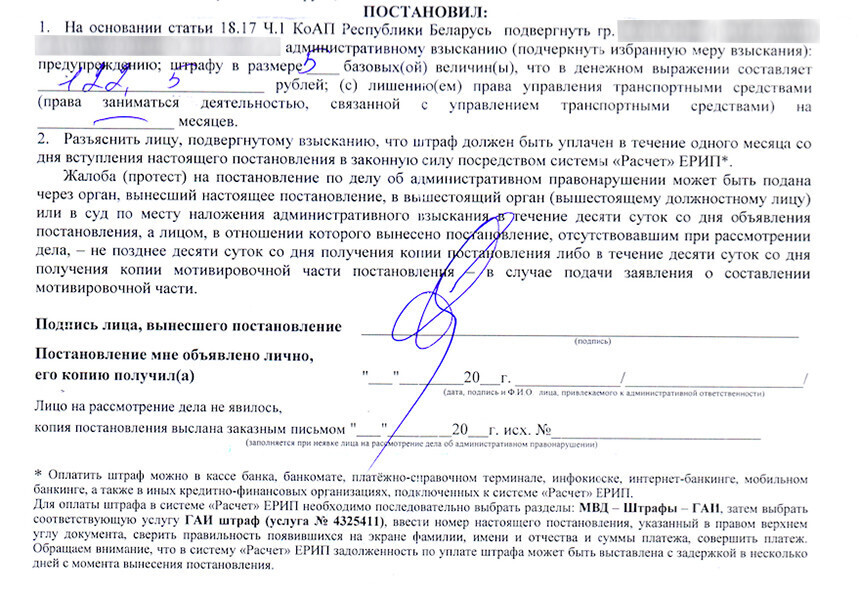 ПОСТАНОВИЛ:
1. На основании статьи 18.17 Ч.1 КоАП Республики Беларусь подвергнуть гр.
административному взысканию (подчеркнуть избранную меру взыскания):
предупреждению; штрафу в размере 5 базовых(ой) величин(ы), что в денежном выражении составляет
122, 5 рублей; (с) лишению(ем) права управления транспортными средствами
(права заниматься деятельностью, связанной с управлением транспортными средствами) на
_______ месяцев.
2. Разъяснить лицу, подвергнутому взысканию, что штраф должен быть уплачен в течение одного месяца со
дня вступления настоящего постановления в законную силу посредством системы «Расчет» ЕРИП*.
Жалоба (протест) на постановление по делу об административном правонарушении может быть подана
через орган, вынесший настоящее постановление, в вышестоящий орган (вышестоящему должностному лицу)
или в суд по месту наложения административного взыскания в течение десяти суток со дня объявления
постановления, а лицом, в отношении которого вынесено постановление, отсутствовавшим при рассмотрении
дела, – не позднее десяти суток со дня получения копии постановления либо в течение десяти суток со дня
получения копии мотивировочной части постановления – в случае подачи заявления о составлении
мотивировочной части.
Подпись лица, вынесшего постановление
(подпись)
Постановление мне объявлено лично,
его копию получил(а) "___"_______20___г. ____________/____________________/
(дата, подпись и Ф.И.О. лица, привлекаемого к административной ответственности)
Лицо на рассмотрение дела не явилось,
копия постановления выслана заказным письмом "___"_______20___г. исх. №____________________
(заполняется при неявке лица на рассмотрение дела об административном правонарушении)
* Оплатить штраф можно в кассе банка, банкомате, платёжно-справочном терминале, инфокиоске, интернет-банкинге, мобильном
банкинге, а также в иных кредитно-финансовых организациях, подключенных к системе «Расчет» ЕРИП.
Для оплаты штрафа в системе «Расчет» ЕРИП необходимо последовательно выбрать разделы: МВД – Штрафы – ГАИ, затем выбрать
соответствующую услугу ГАИ штраф (услуга № 4325411), ввести номер настоящего постановления, указанный в правом верхнем
углу документа, сверить правильность появившихся на экране фамилии, имени и отчества и суммы платежа, совершить платеж.
Обращаем внимание, что в системе «Расчет» ЕРИП задолженность по уплате штрафа может быть выставлена с задержкой в несколько
дней с момента вынесения постановления.